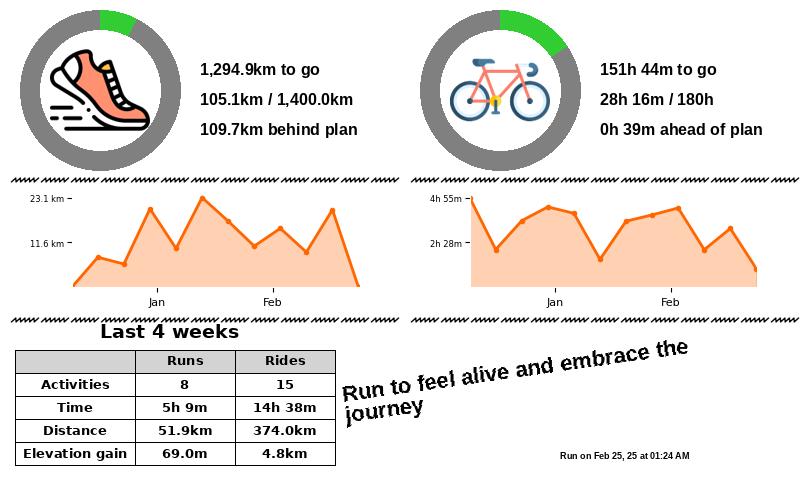 1,294.9km to go
105.1km / 1,400.0km
109.7km behind plan
151h 44m to go
28h 16m / 180h
0h 39m ahead of plan
23.1 km
11.6 km
Jan Feb
4h 55m
2h 28m
Jan Feb
Last 4 weeks
Runs Rides
Activities 8 15
Time 5h 9m 14h 38m
Distance 51.9km 374.0km
Elevation gain 69.0m 4.8km
Run to feel alive and embrace the
journey
Run on Feb 25, 25 at 01:24 AM